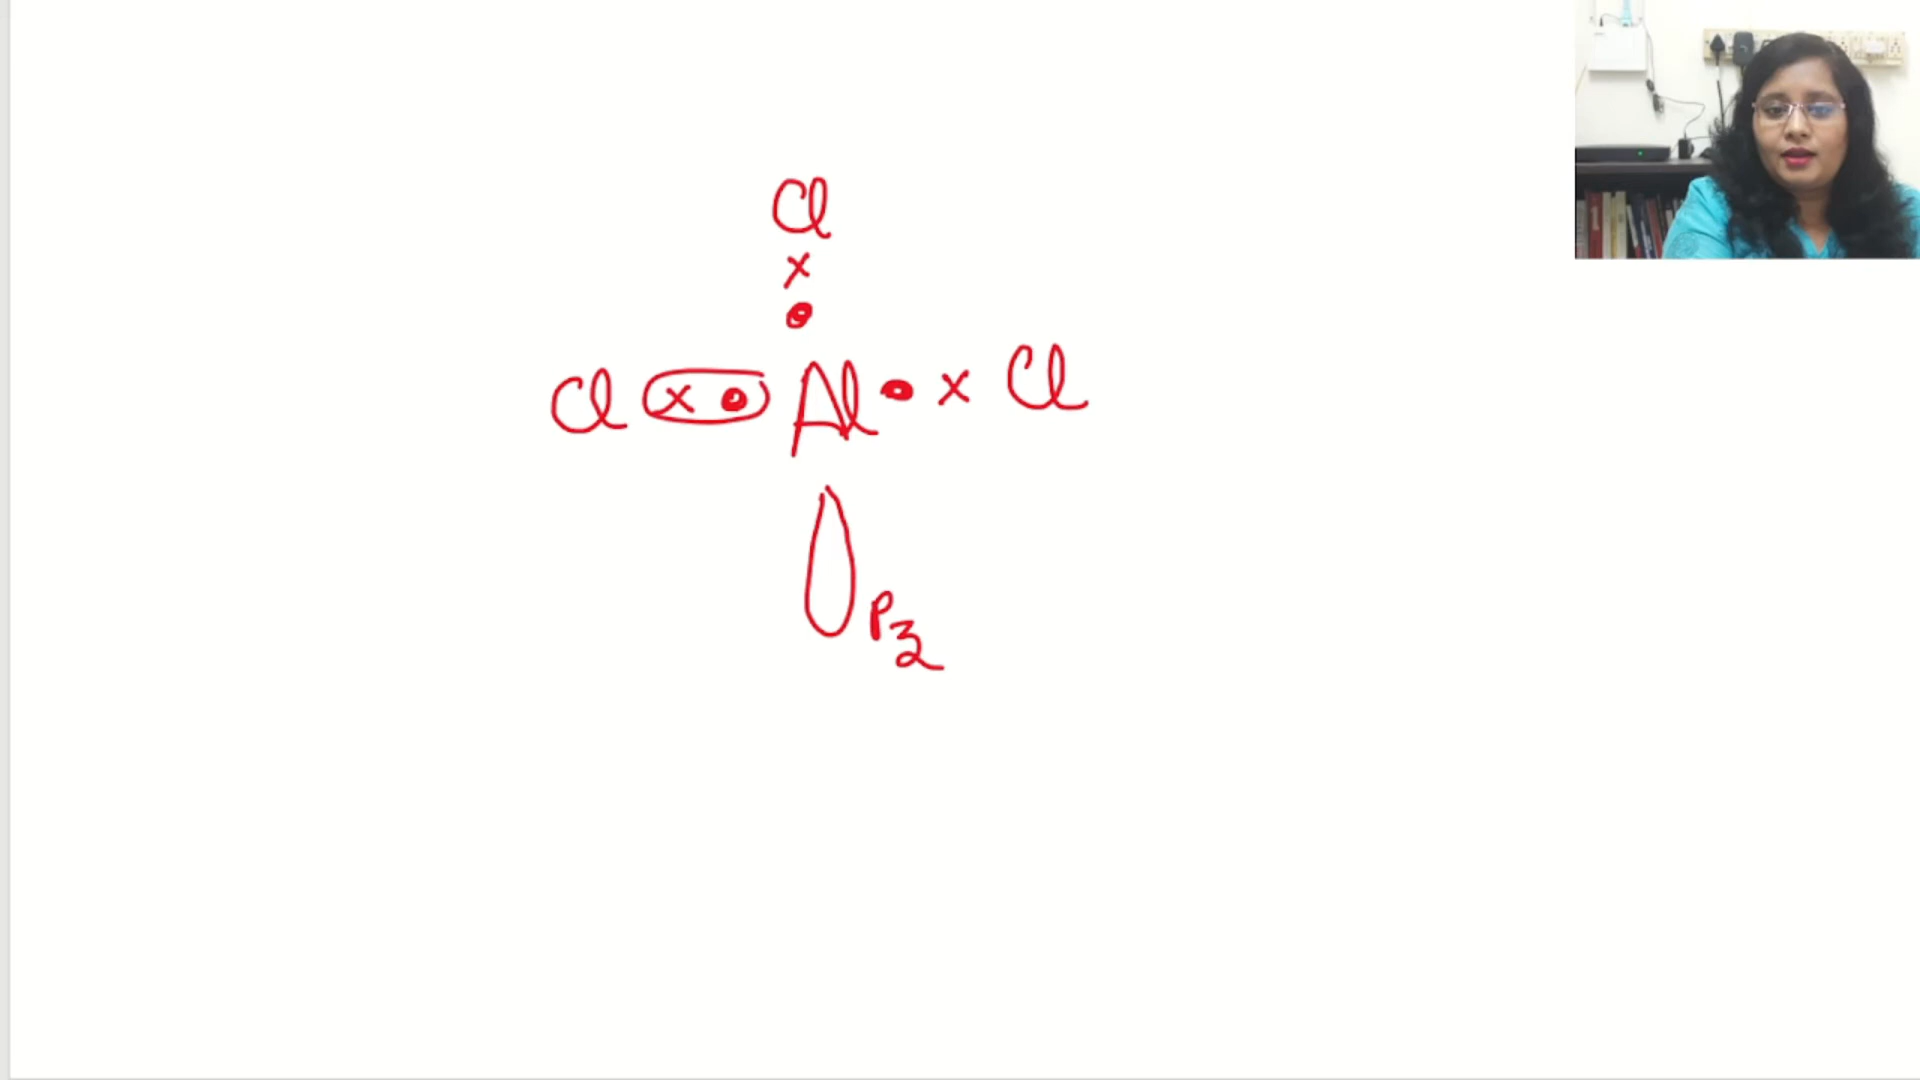 Cl
x
•
Cl x • Al • x Cl
Pz